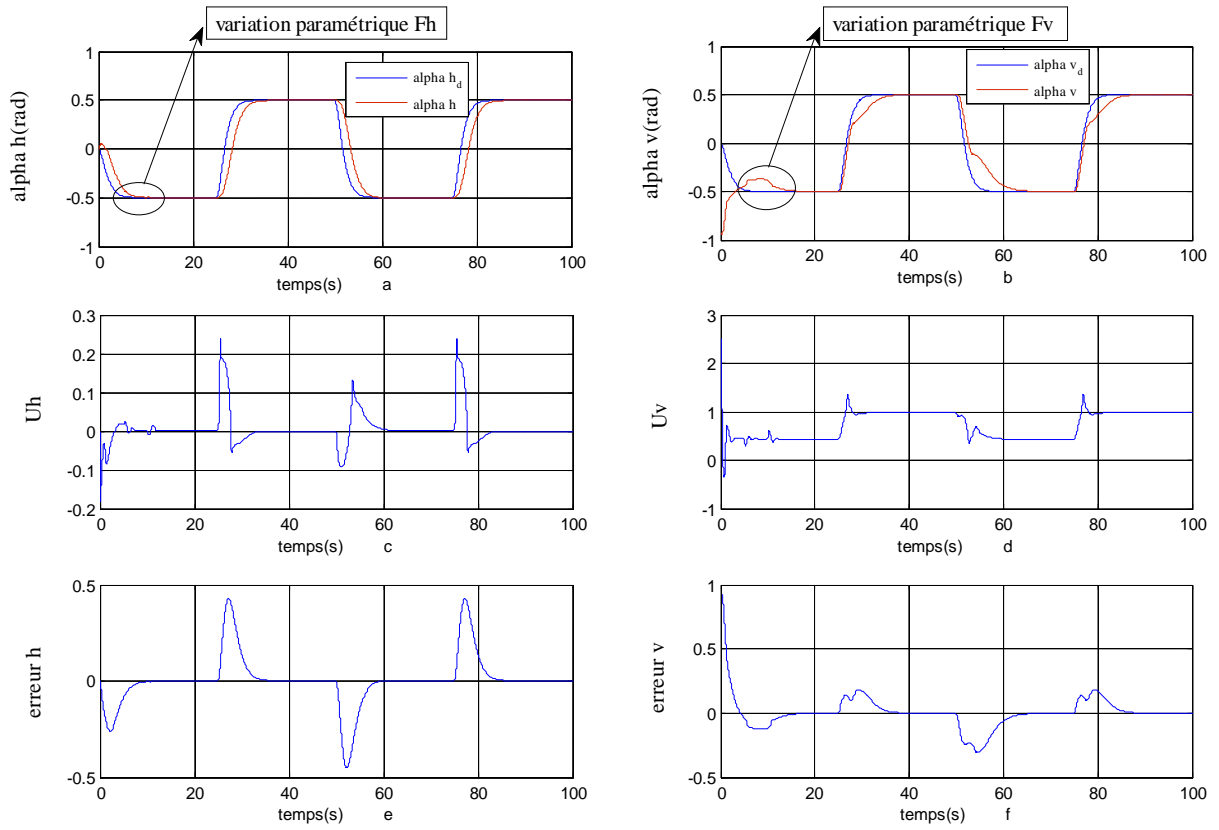 variation paramétrique Fh
variation paramétrique Fv
alpha h(rad)
1
0.5
0
-0.5
-1
alpha h_d
alpha h
0 20 40 60 80 100
temps(s) a
alpha v(rad)
1
0.5
0
-0.5
-1
alpha v_d
alpha v
0 20 40 60 80 100
temps(s) b
Uh
0.3
0.2
0.1
0
-0.1
-0.2
0 20 40 60 80 100
temps(s) c
Uv
3
2
1
0
-1
0 20 40 60 80 100
temps(s) d
erreur h
0.5
0
-0.5
0 20 40 60 80 100
temps(s) e
erreur v
1
0.5
0
-0.5
0 20 40 60 80 100
temps(s) f